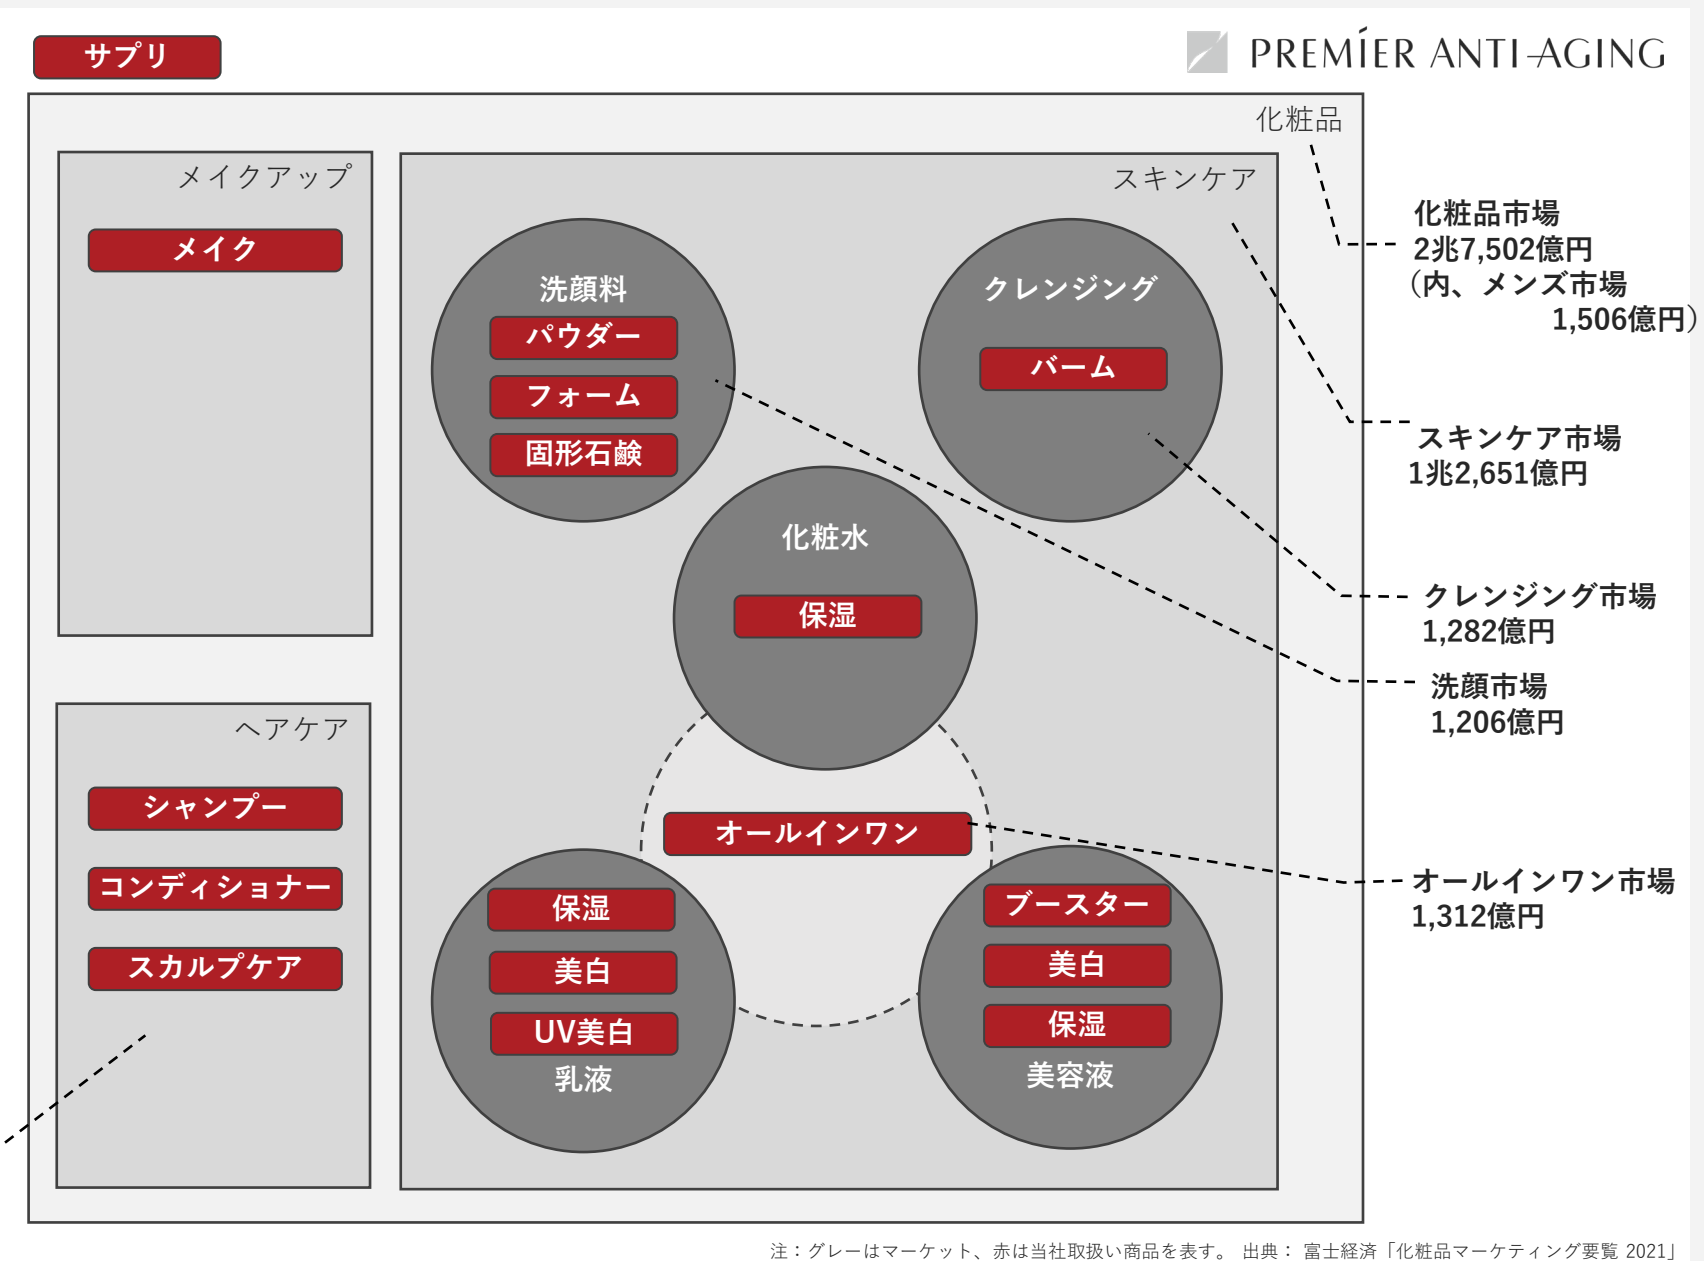 サプリ
PREMIER ANTI-AGING
化粧品
メイクアップ
メイク
スキンケア
洗顔料
パウダー
フォーム
固形石鹸
クレンジング
バーム
化粧水
保湿
オールインワン
保湿
美白
UV美白
乳液
ブースター
美白
保湿
美容液
ヘアケア
シャンプー
コンディショナー
スカルプケア
化粧品市場
2兆7,502億円
（内、メンズ市場
1,506億円）
スキンケア市場
1兆2,651億円
クレンジング市場
1,282億円
洗顔市場
1,206億円
オールインワン市場
1,312億円
注：グレーはマーケット、赤は当社取扱い商品を表す。 出典： 富士経済「化粧品マーケティング要覧 2021」